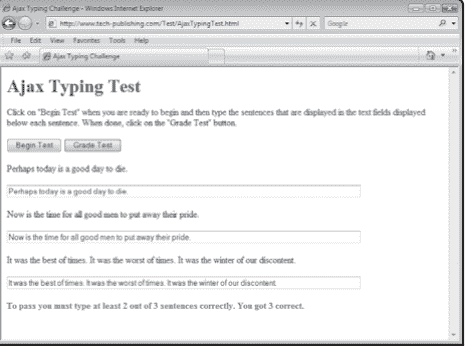 Ajax Typing Challenge - Windows Internet Explorer
http://www.tech-publishing.com/Test/AjaxTypingTest.html
Google
File Edit View Favorites Tools Help
Ajax Typing Challenge
Ajax Typing Test
Click on "Begin Test" when you are ready to begin and then type the sentences that are displayed in the text fields displayed
below each sentence. When done, click on the "Grade Test" button.
Begin Test Grade Test
Perhaps today is a good day to die.
Perhaps today is a good day to die.
Now is the time for all good men to put away their pride.
Now is the time for all good men to put away their pride.
It was the best of times. It was the worst of times. It was the winter of our discontent.
It was the best of times. It was the worst of times. It was the winter of our discontent.
To pass you must type at least 2 out of 3 sentences correctly. You got 3 correct.